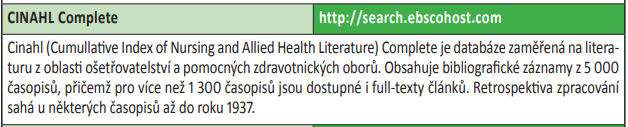 CINAHL Complete http://search.ebscohost.com
Cinahl (Cumullative Index of Nursing and Allied Health Literature) Complete je databáze zaměřená na litera-
turu z oblasti ošetřovatelství a pomocných zdravotnických oborů. Obsahuje bibliografické záznamy z 5 000
časopisů, přičemž pro více než 1 300 časopisů jsou dostupné i full-texty článků. Retrospektiva zpracování
sahá u některých časopisů až do roku 1937.